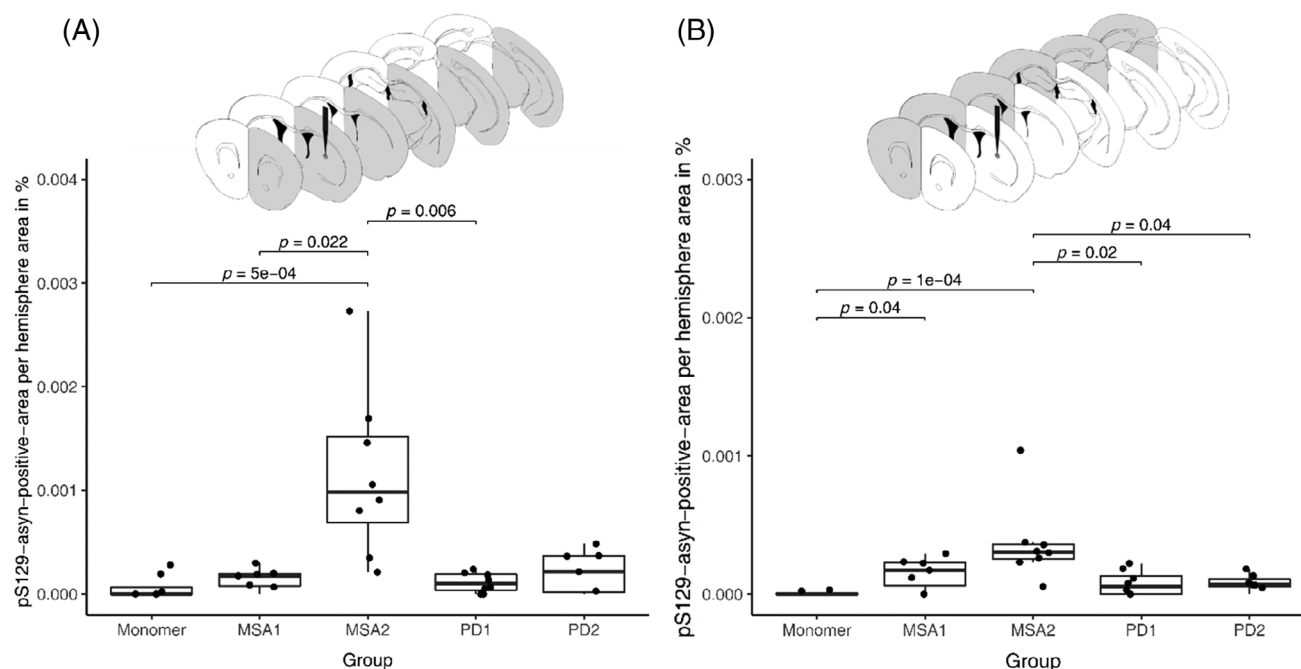 (A)
pS129-asyn-positive-area per hemisphere area in %
0.004
0.003
0.002
0.001
0.000
p = 0.006
p = 0.022
p = 5e-04
Monomer MSA1 MSA2 PD1 PD2
Group
(B)
pS129-asyn-positive-area per hemisphere area in %
0.003
0.002
0.001
0.000
p = 0.04
p = 0.02
p = 1e-04
p = 0.04
Monomer MSA1 MSA2 PD1 PD2
Group